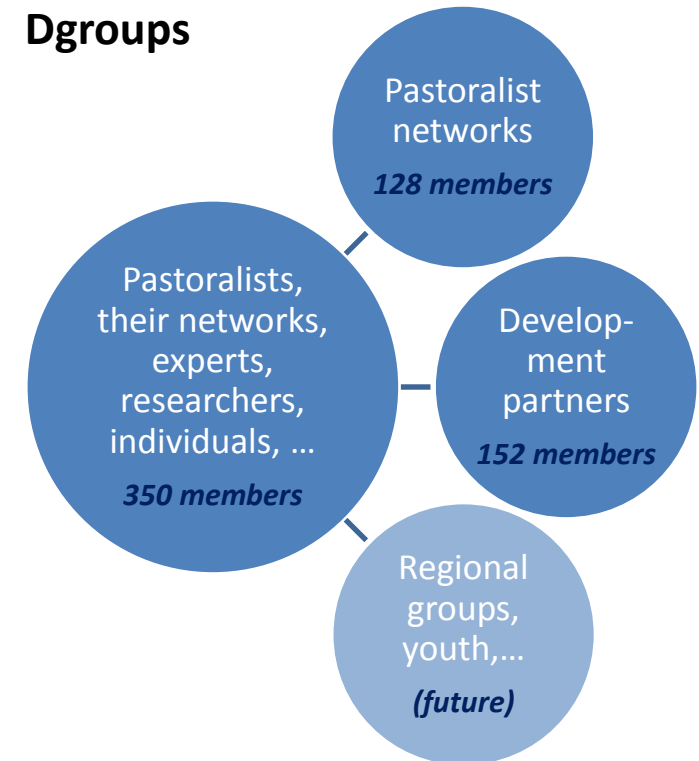 Dgroups
Pastoralist
networks
128 members
Pastoralists,
their networks,
experts,
researchers,
individuals, …
350 members
Develop-
ment
partners
152 members
Regional
groups,
youth,…
(future)